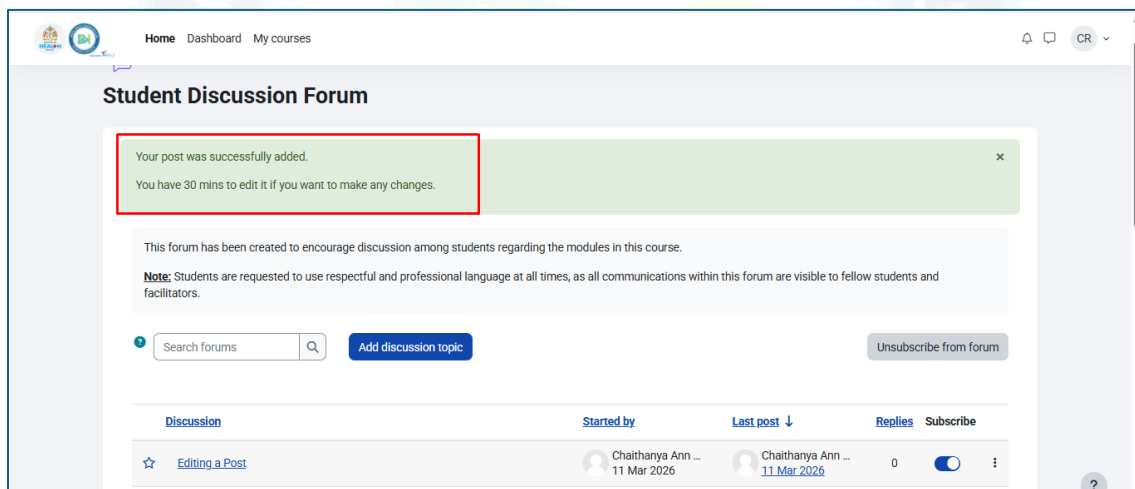 HEALTH
Home Dashboard My courses
CR
Student Discussion Forum
Your post was successfully added.
You have 30 mins to edit it if you want to make any changes.
×
This forum has been created to encourage discussion among students regarding the modules in this course.
Note: Students are requested to use respectful and professional language at all times, as all communications within this forum are visible to fellow students and
facilitators.
? Search forums Add discussion topic Unsubscribe from forum
Discussion Started by Last post ↓ Replies Subscribe
Editing a Post Chaithanya Ann ... Chaithanya Ann ... 0
11 Mar 2026 11 Mar 2026
?